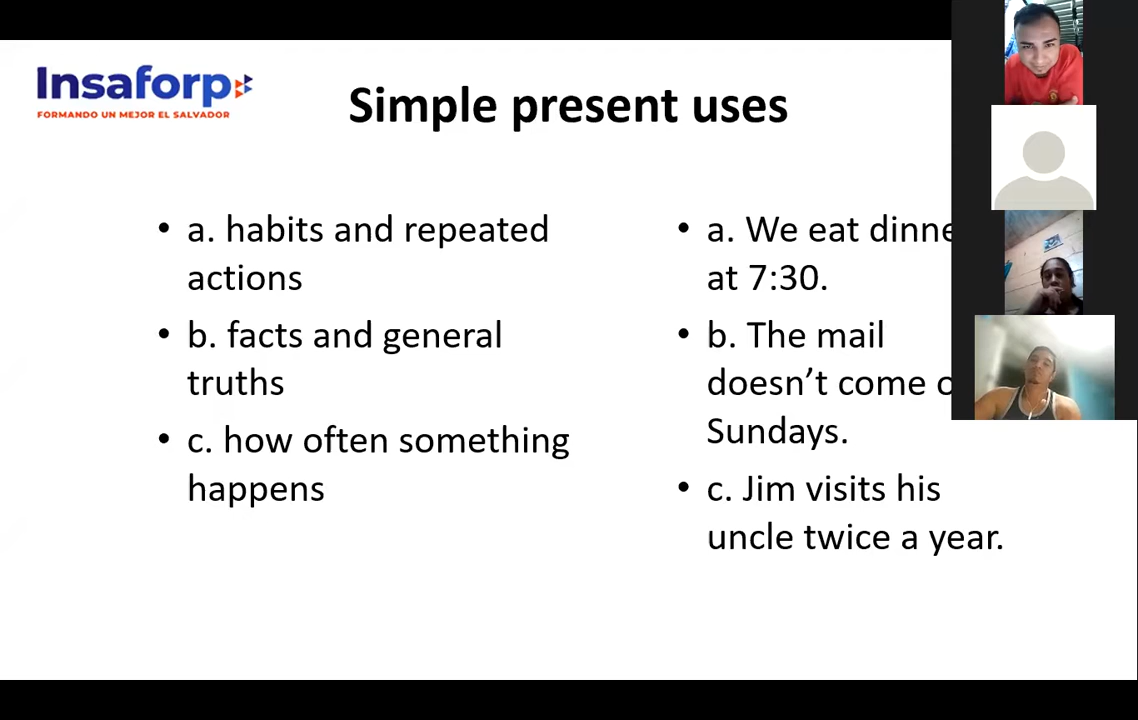 Insaforp
FORMANDO UN MEJOR EL SALVADOR
Simple present uses
• a. habits and repeated
actions
• b. facts and general
truths
• c. how often something
happens
• a. We eat
at 7:30.
• b. The mail
doesn’t come
Sundays.
• c. Jim visits his
uncle twice a year.